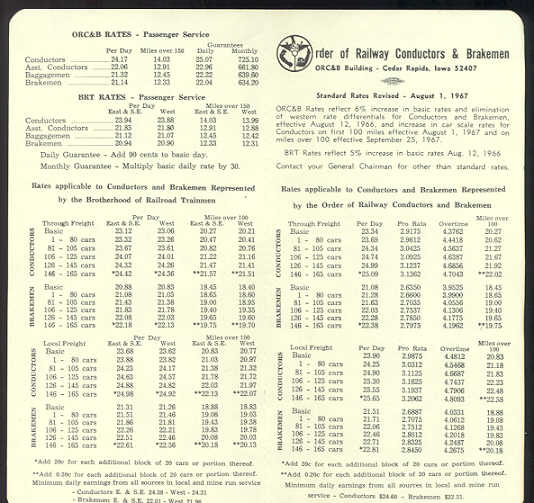 ORC&B RATES - Passenger Service
Guarantees
Per Day Miles over 150 Daily Monthly
Conductors 24.17 14.03 25.07 725.10
Asst. Conductors 22.06 12.91 22.96 661.80
Baggagemen 21.32 12.45 22.22 639.60
Brakemen 21.14 12.33 22.04 634.20
BRT RATES - Passenger Service
Per Day Miles over 150
East & S.E. West East & S.E. West
Conductors 23.94 23.88 14.03 13.99
Asst. Conductors 21.83 21.80 12.91 12.88
Baggagemen 21.12 21.07 12.45 12.42
Brakemen 20.94 20.90 12.33 12.31
Daily Guarantee - Add 90 cents to basic day.
Monthly Guarantee - Multiply basic daily rate by 30.
Rates applicable to Conductors and Brakemen Represented
by the Brotherhood of Railroad Trainmen
Per Day Miles over 100
Through Freight East & S.E. West East & S.E. West
CONDUCTORS
Basic 23.12 23.06 20.27 20.21
1 - 80 cars 23.32 23.26 20.47 20.41
81 - 105 cars 23.67 23.61 20.82 20.76
106 - 125 cars 24.07 24.01 21.22 21.16
126 - 145 cars 24.32 24.26 21.47 21.41
146 - 165 cars *24.42 *24.36 **21.57 **21.51
BRAKEMEN
Basic 20.88 20.83 18.45 18.40
1 - 80 cars 21.08 21.03 18.65 18.60
81 - 105 cars 21.43 21.38 19.00 18.95
106 - 125 cars 21.83 21.78 19.40 19.35
126 - 145 cars 22.08 22.03 19.65 19.60
146 - 165 cars *22.18 *22.13 **19.75 **19.70
Per Day Miles over 100
Local Freight East & S.E. West East & S.E. West
CONDUCTORS
Basic 23.68 23.62 20.83 20.77
1 - 80 cars 23.88 23.82 21.03 20.97
81 - 105 cars 24.23 24.17 21.38 21.32
106 - 125 cars 24.63 24.57 21.78 21.72
126 - 145 cars 24.88 24.82 22.03 21.97
146 - 165 cars *24.98 *24.92 **22.13 **22.07
BRAKEMEN
Basic 21.31 21.26 18.88 18.83
1 - 80 cars 21.51 21.46 19.08 19.03
81 - 105 cars 21.86 21.81 19.43 19.38
106 - 125 cars 22.26 22.21 19.83 19.78
126 - 145 cars 22.51 22.46 20.08 20.03
146 - 165 cars *22.61 *22.56 **20.18 **20.13
*Add 20c for each additional block of 20 cars or portion thereof.
**Add 0.20c for each additional block of 20 cars or portion thereof.
Minimum daily earnings from all sources in local and mine run service
- Conductors E. & S.E. 24.38 - West - 24.31
- Brakemen E. & S.E. 22.01 - West
Order of Railway Conductors & Brakemen
ORC&B Building - Cedar Rapids, Iowa 52407
Standard Rates Revised - August 1, 1967
ORC&B Rates reflect 6% increase in basic rates and elimination
of western rate differentials for Conductors and Brakemen,
effective August 12, 1966, and increase in car scale rates for
Conductors on first 100 miles effective August 1, 1967 and on
miles over 100 effective September 25, 1967.
BRT Rates reflect 5% increase in basic rates Aug. 12, 1966
Contact your General Chairman for other than standard rates.
Rates applicable to Conductors and Brakemen Represented
by the Order of Railway Conductors and Brakemen
Through Freight Per Day Pro Rata Overtime Miles over 100
CONDUCTORS
Basic 23.34 2.9175 4.3762 20.27
1 - 80 cars 4.4418 20.62
81 - 105 cars 24.34 3.0425 4.5637 21.27
106 - 125 cars 24.74 3.0925 4.6387 21.67
126 - 145 cars 24.99 3.1237 4.6856 21.92
146 - 165 cars *25.09 3.1362 4.7043 **22.02
BRAKEMEN
Basic 21.08 2.6350 3.9525 18.45
1 - 80 cars 21.28 2.6600 3.9900 18.65
81 - 105 cars 21.63 2.7037 4.0556 19.00
106 - 125 cars 22.03 2.7537 4.1306 19.40
126 - 145 cars 22.28 2.7850 4.1775 19.65
146 - 165 cars *22.38 2.7975 4.1962 **19.75
Local Freight Per Day Pro Rata Overtime Miles over 100
CONDUCTORS
Basic 23.90 2.9875 4.4812 20.83
1 - 80 cars 24.25 3.0312 4.5468 21.18
81 - 105 cars 24.90 3.1125 4.6687 21.83
106 - 125 cars 3.1625 4.7437 22.23
126 - 145 cars 25.55 3.1937 4.7906 22.48
146 - 165 cars *25.65 3.2062 4.8093 **22.58
BRAKEMEN
Basic 21.51 2.6887 4.0331 18.88
1 - 80 cars 21.71 2.7137 19.08
81 - 105 cars 22.06 19.43
106 - 125 cars 22.46 4.2112 19.83
126 - 145 cars 22.71 20.08
146 - 165 cars *22.81 **20.18
*Add 20c for each additional block of 20 cars or portion thereof.
**Add 0.20c for each additional block of 20 cars or portion thereof.
Minimum daily earnings from all sources in local and mine run
service - Conductors $24.60 - Brakemen $22.21.